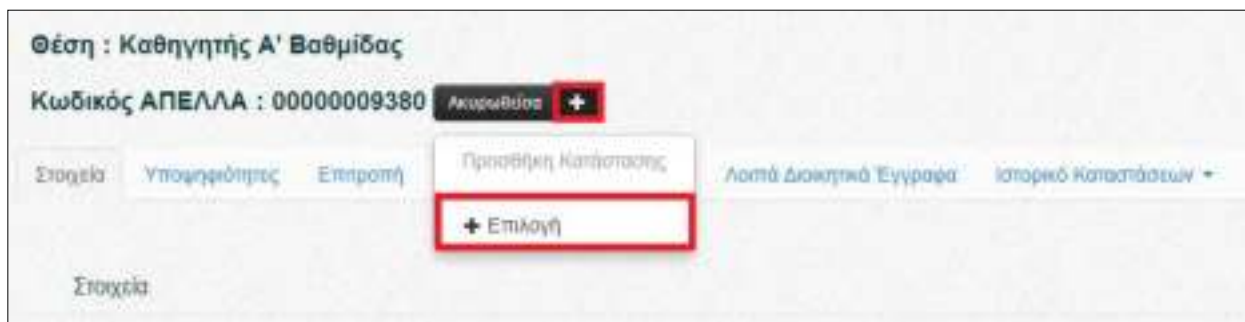 Θέση : Καθηγητής Α' Βαθμίδας
Κωδικός ΑΠΕΛΛΑ : 00000009380 Ακυρωθείσα +
Προσθήκη Κατάστασης
Στοιχεία Υποψηφιότητες Επιτροπή Λοιπά Διοικητικά Έγγραφα Ιστορικό Καταστάσεων
+ Επιλογή
Στοιχεία